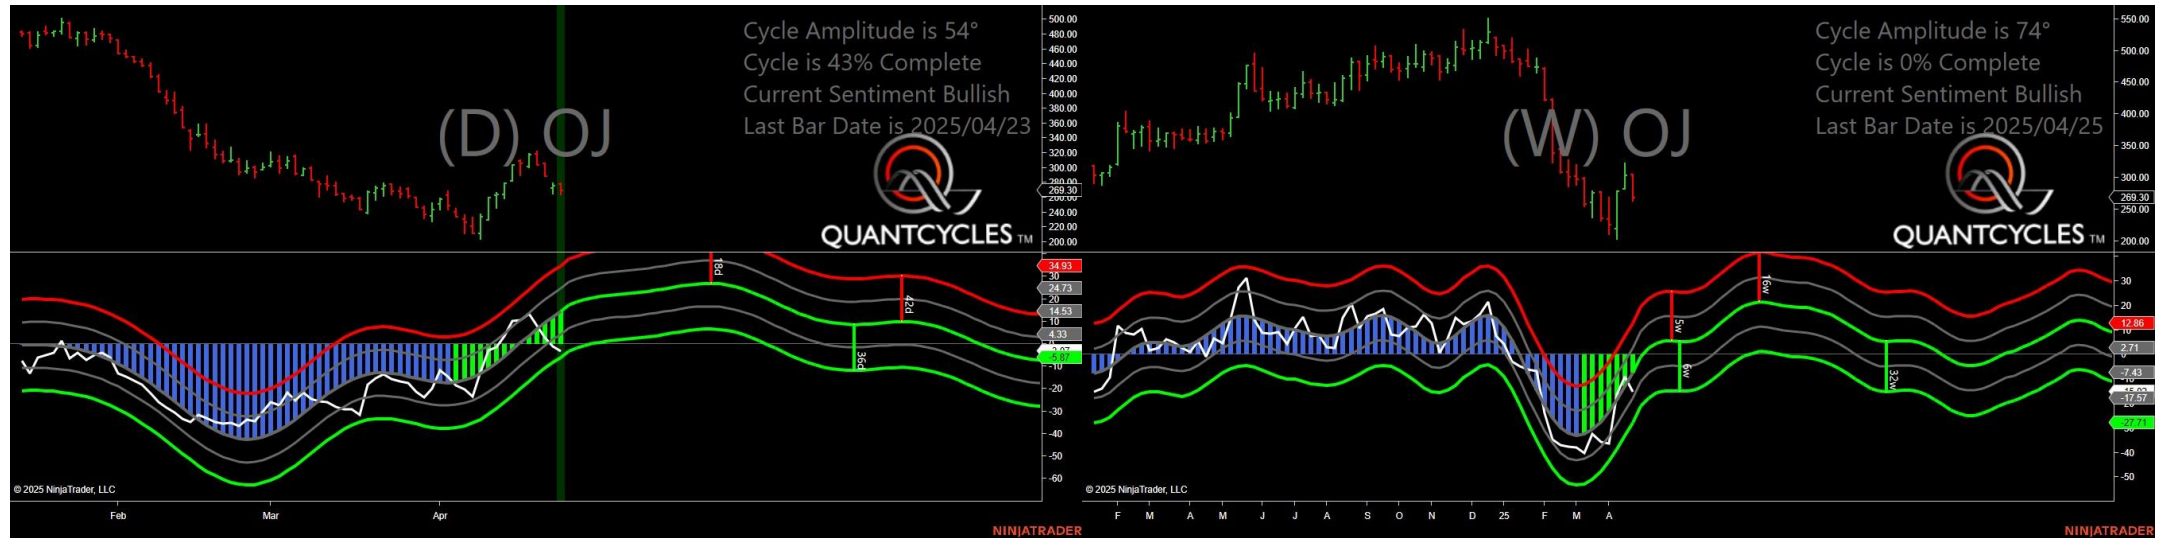 Cycle Amplitude is 54°
Cycle is 43% Complete
Current Sentiment Bullish
Last Bar Date is 2025/04/23
(D) OJ
QUANTCYCLES TM
500.00
480.00
460.00
440.00
420.00
400.00
380.00
360.00
340.00
320.00
300.00
280.00
269.30
260.00
240.00
220.00
200.00
18d
42d
36d
34.93
30
24.73
20
14.53
10
4.33
0
-5.87
-10
-20
-30
-40
-50
-60
© 2025 NinjaTrader, LLC
Feb
Mar
Apr
NINJATRADER
Cycle Amplitude is 74°
Cycle is 0% Complete
Current Sentiment Bullish
Last Bar Date is 2025/04/25
(W) OJ
QUANTCYCLES TM
550.00
500.00
450.00
400.00
350.00
300.00
269.30
250.00
200.00
5w
6w
16w
32w
30
20
12.86
10
2.71
0
-7.43
-10
-17.57
-27.71
-40
-50
© 2025 NinjaTrader, LLC
F
M
A
M
J
J
A
S
O
N
D
25
F
M
A
NINJATRADER